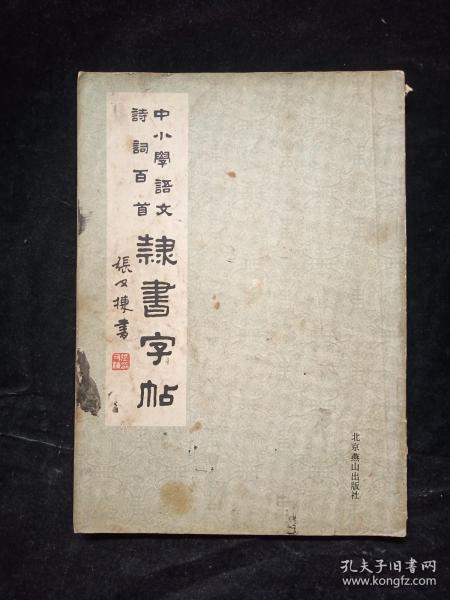 中小學語文
詩詞百首
隸書字帖
張又棟書
北京燕山出版社
孔夫子旧书网
www.kongfz.com